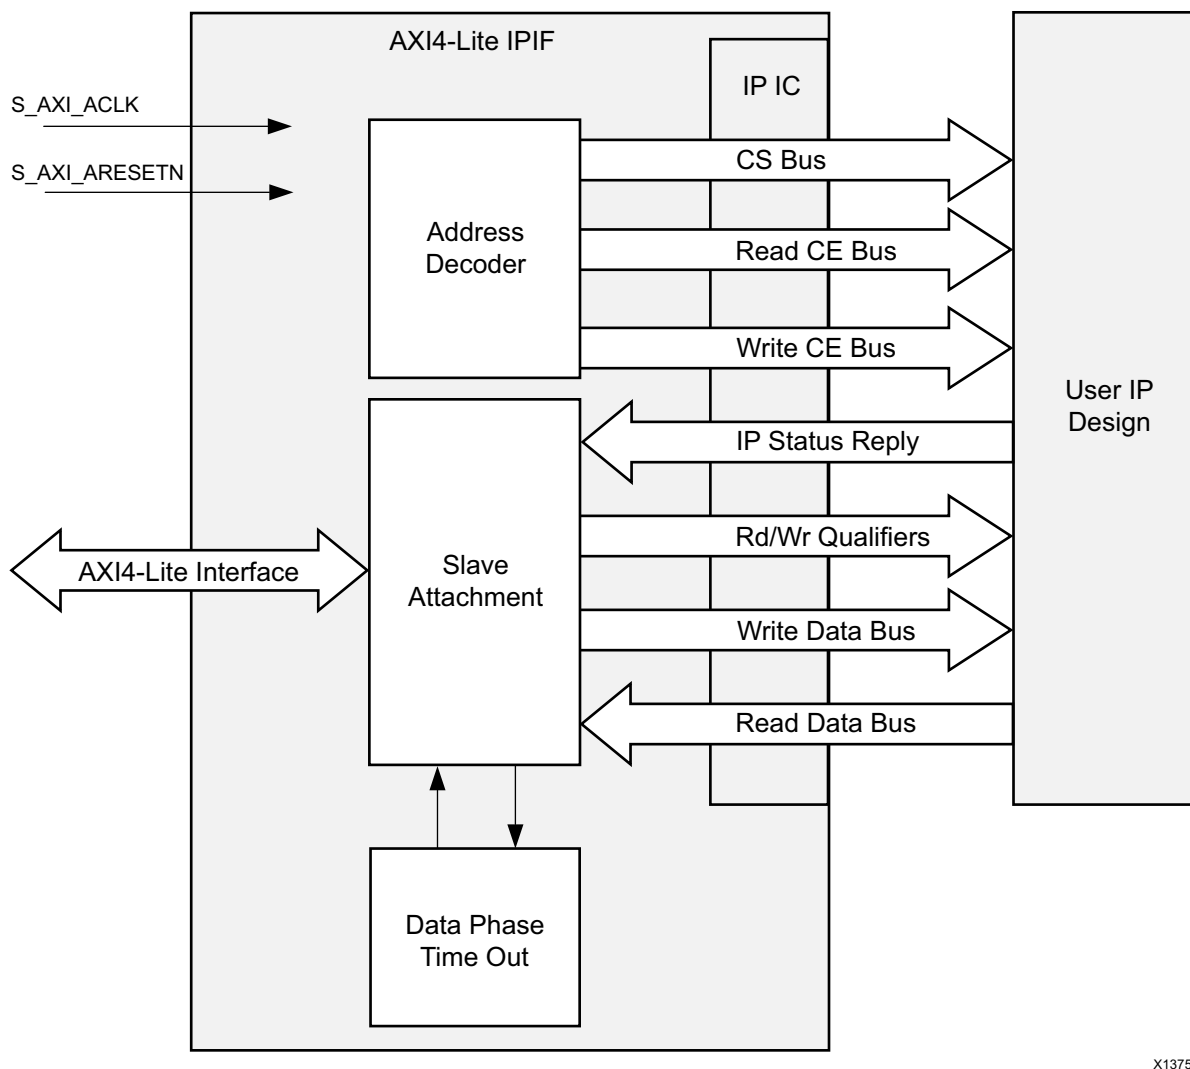 AXI4-Lite IPIF
IP IC
S_AXI_ACLK
S_AXI_ARESETN
Address
Decoder
CS Bus
Read CE Bus
Write CE Bus
User IP
Design
IP Status Reply
Rd/Wr Qualifiers
AXI4-Lite Interface
Slave
Attachment
Write Data Bus
Read Data Bus
Data Phase
Time Out
X1375